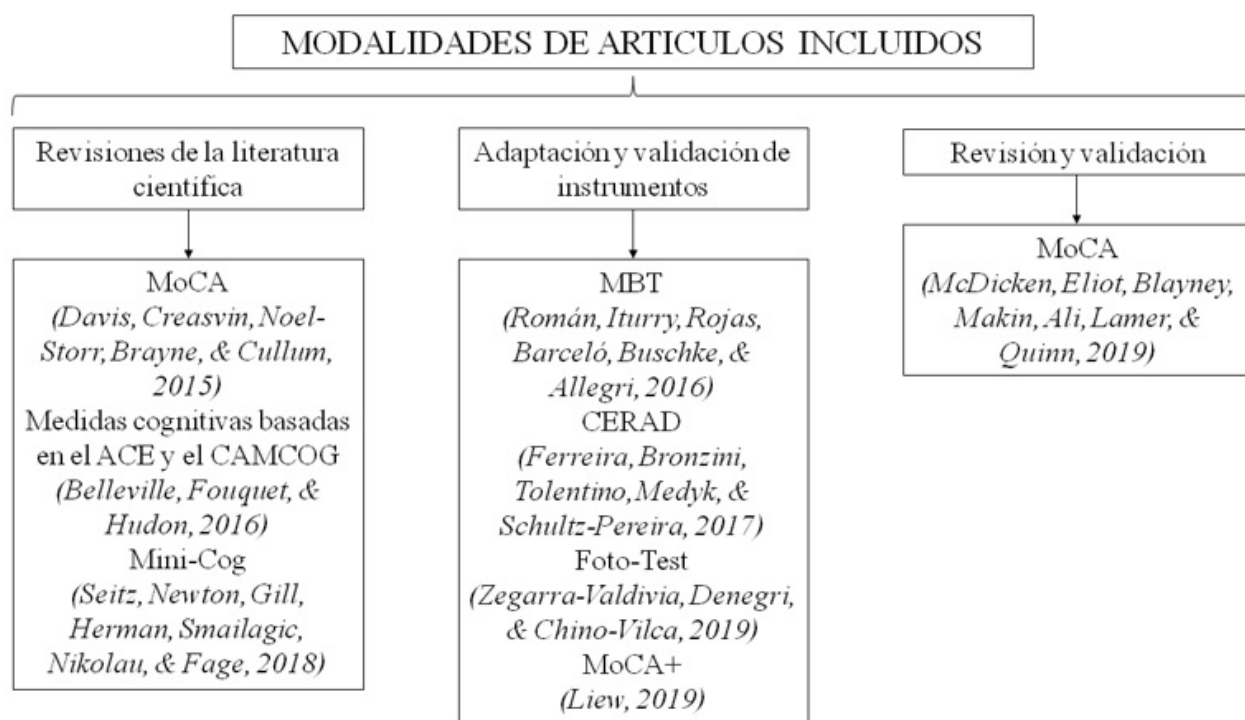 MODALIDADES DE ARTICULOS INCLUIDOS
Revisiones de la literatura
científica
MoCA
(Davis, Creasvin, Noel-
Storr, Brayne, & Cullum,
2015)
Medidas cognitivas basadas
en el ACE y el CAMCOG
(Belleville, Fouquet, &
Hudon, 2016)
Mini-Cog
(Seitz, Newton, Gill,
Herman, Smailagic,
Nikolau, & Fage, 2018)
Adaptación y validación de
instrumentos
MBT
(Román, Iturry, Rojas,
Barceló, Buschke, &
Allegri, 2016)
CERAD
(Ferreira, Bronzini,
Tolentino, Medyk, &
Schultz-Pereira, 2017)
Foto-Test
(Zegarra-Valdivia, Denegri,
& Chino-Vilca, 2019)
MoCA+
(Liew, 2019)
Revisión y validación
MoCA
(McDicken, Eliot, Blayney,
Makin, Ali, Lamer, &
Quinn, 2019)